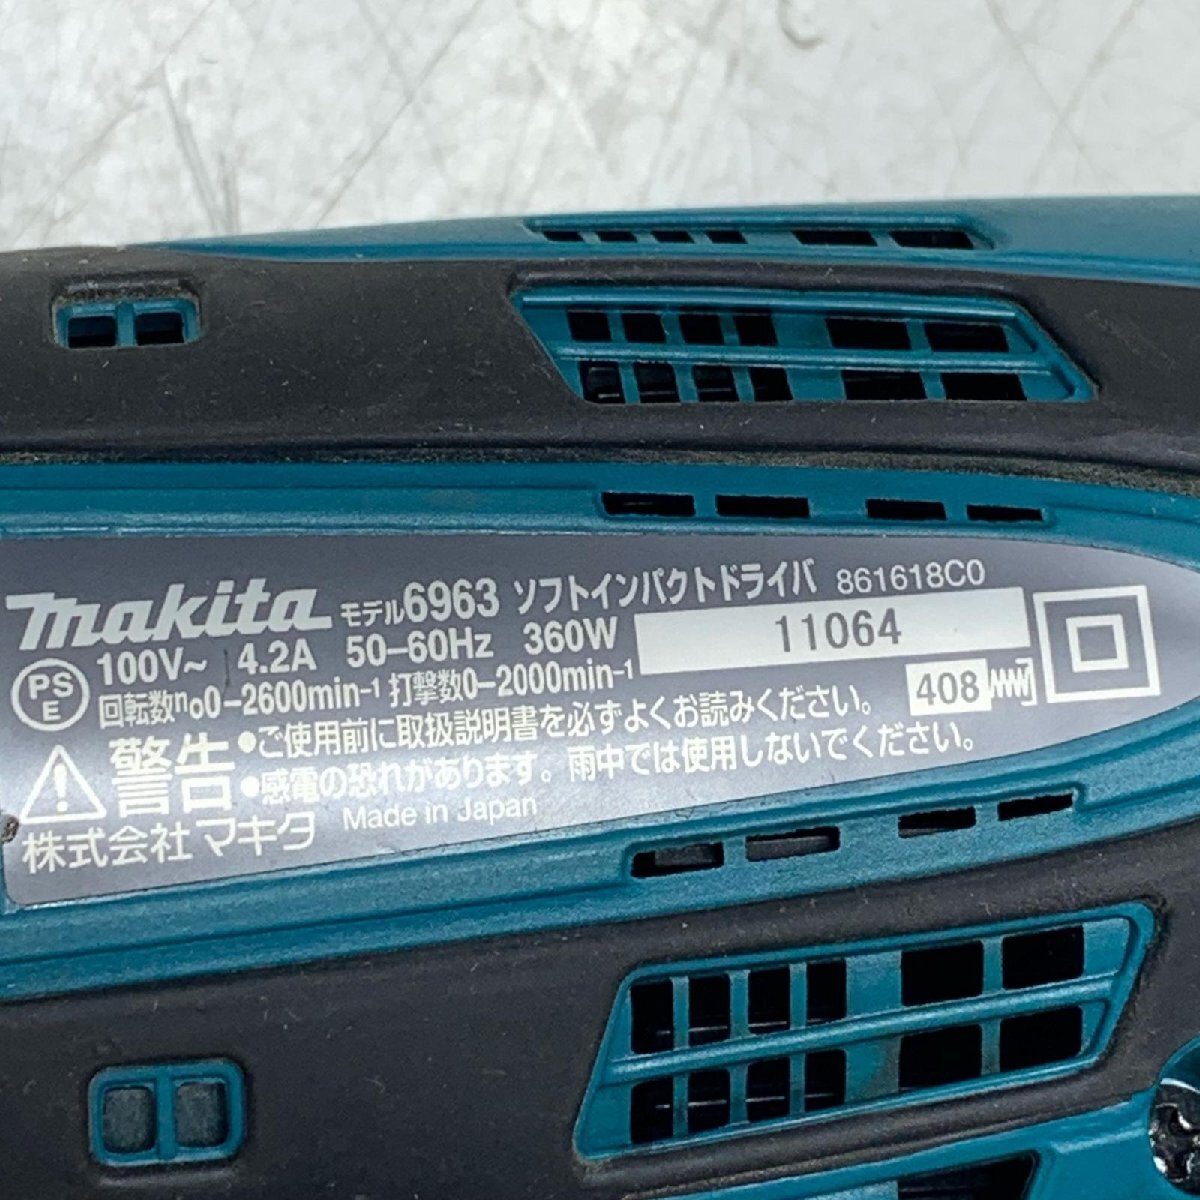 makita モデル6963 ソフトインパクトドライバ 861618C0
100V~ 4.2A 50-60Hz 360W 11064
PS E
回転数n₀0-2600min⁻¹ 打撃数0-2000min⁻¹
408
警告 ●ご使用前に取扱説明書を必ずよくお読みください。
●感電の恐れがあります。雨中では使用しないでください。
株式会社 マキタ Made in Japan